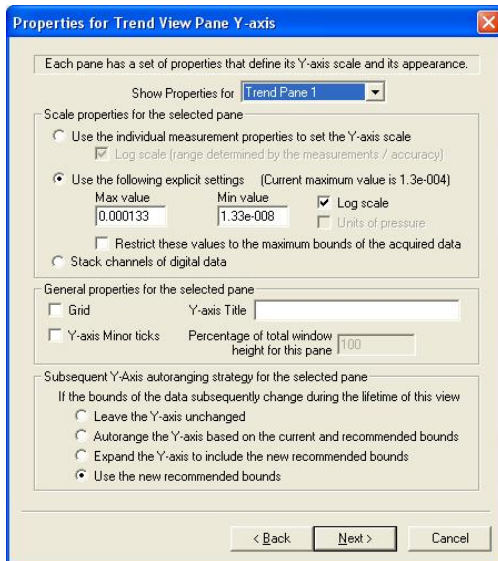 Properties for Trend View Pane Y-axis
Each pane has a set of properties that define its Y-axis scale and its appearance.
Show Properties for Trend Pane 1
Scale properties for the selected pane
Use the individual measurement properties to set the Y-axis scale
Log scale (range determined by the measurements / accuracy)
Use the following explicit settings (Current maximum value is 1.3e-004)
Max value Min value
0.000133 1.33e-008 Log scale
Units of pressure
Restrict these values to the maximum bounds of the acquired data
Stack channels of digital data
General properties for the selected pane
Grid Y-axis Title
Y-axis Minor ticks Percentage of total window
height for this pane 100
Subsequent Y-Axis autoranging strategy for the selected pane
If the bounds of the data subsequently change during the lifetime of this view
Leave the Y-axis unchanged
Autorange the Y-axis based on the current and recommended bounds
Expand the Y-axis to include the new recommended bounds
Use the new recommended bounds
< Back Next > Cancel